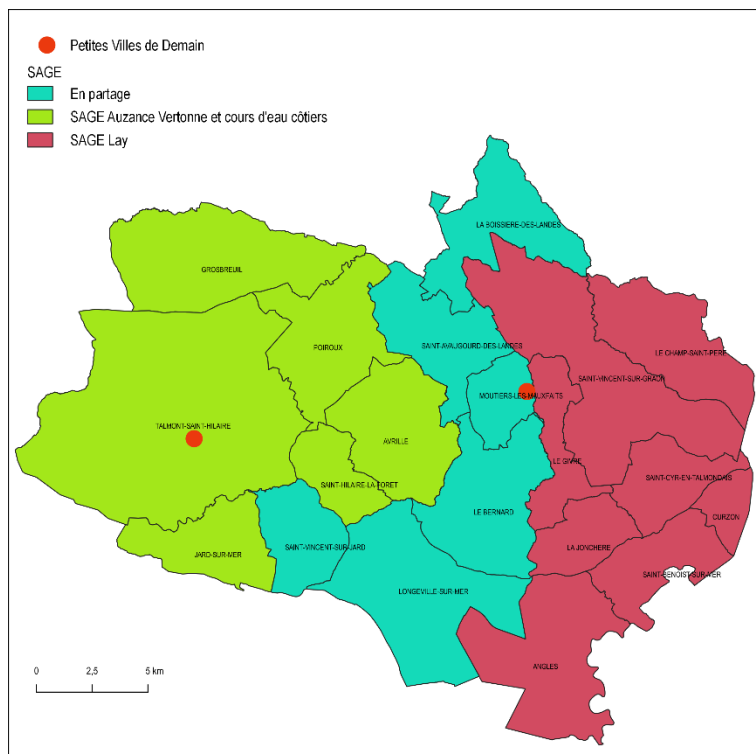 Petites Villes de Demain
SAGE
En partage
SAGE Auzance Vertonne et cours d'eau côtiers
SAGE Lay
LA BOISSIERE-DES-LANDES
GROSBREUIL
POIROUX
SAINT-AVAUGOURD-DES-LANDES
LE CHAMP-SAINT-PERE
SAINT-VINCENT-SUR-GRAON
MOUTIERS-LES-MAUXFAITS
TALMONT-SAINT-HILAIRE
AVRILLE
LE GIVRE
SAINT-HILAIRE-LA-FORET
SAINT-CYR-EN-TALMONDAIS
LE BERNARD
CURZON
SAINT-VINCENT-SUR-JARD
LA JONCHERE
JARD-SUR-MER
SAINT-BENOIST-SUR-MER
LONGEVILLE-SUR-MER
ANGLES
0 2,5 5 km